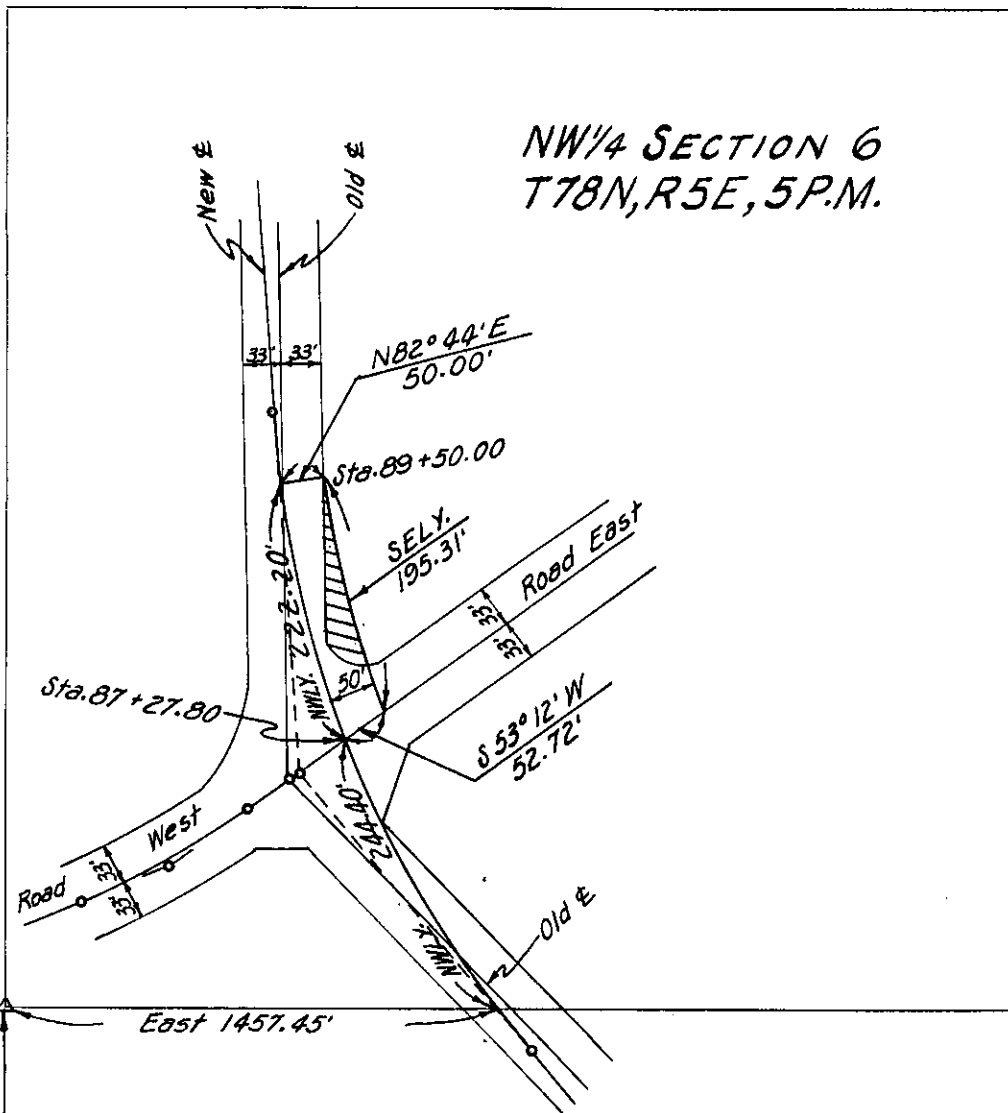 NW1/4 SECTION 6
T78N, R5E, 5P.M.
New ℄
Old ℄
33'
33'
N82° 44' E
50.00'
Sta. 89 + 50.00
SELY.
195.31'
Road East
33'
33'
NWLY. 222.20'
50'
Sta. 87 + 27.80
S 53° 12' W
52.72'
244.40'
NWLY.
Road West
33'
33'
Old ℄
East 1457.45'